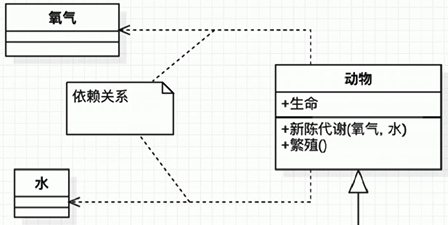 氧气
动物
+生命
+新陈代谢(氧气, 水)
+繁殖()
依赖关系
水